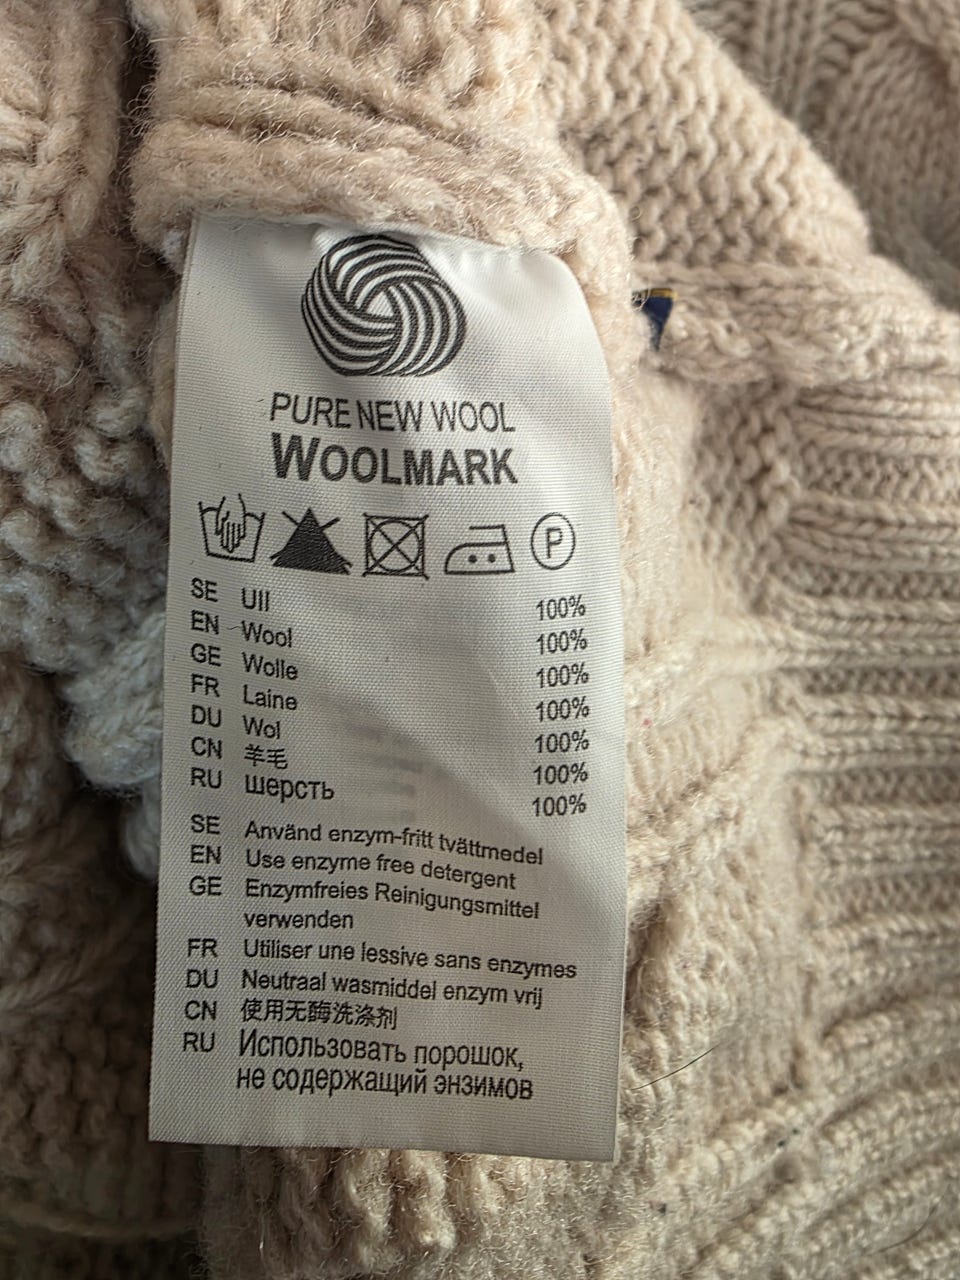 PURE NEW WOOL
WOOLMARK
P
SE Ull 100%
EN Wool 100%
GE Wolle 100%
FR Laine 100%
DU Wol 100%
CN 羊毛 100%
RU шерсть 100%
SE Använd enzym-fritt tvättmedel
EN Use enzyme free detergent
GE Enzymfreies Reinigungsmittel
verwenden
FR Utiliser une lessive sans enzymes
DU Neutraal wasmiddel enzym vrij
CN 使用无酶洗涤剂
RU Использовать порошок,
не содержащий энзимов